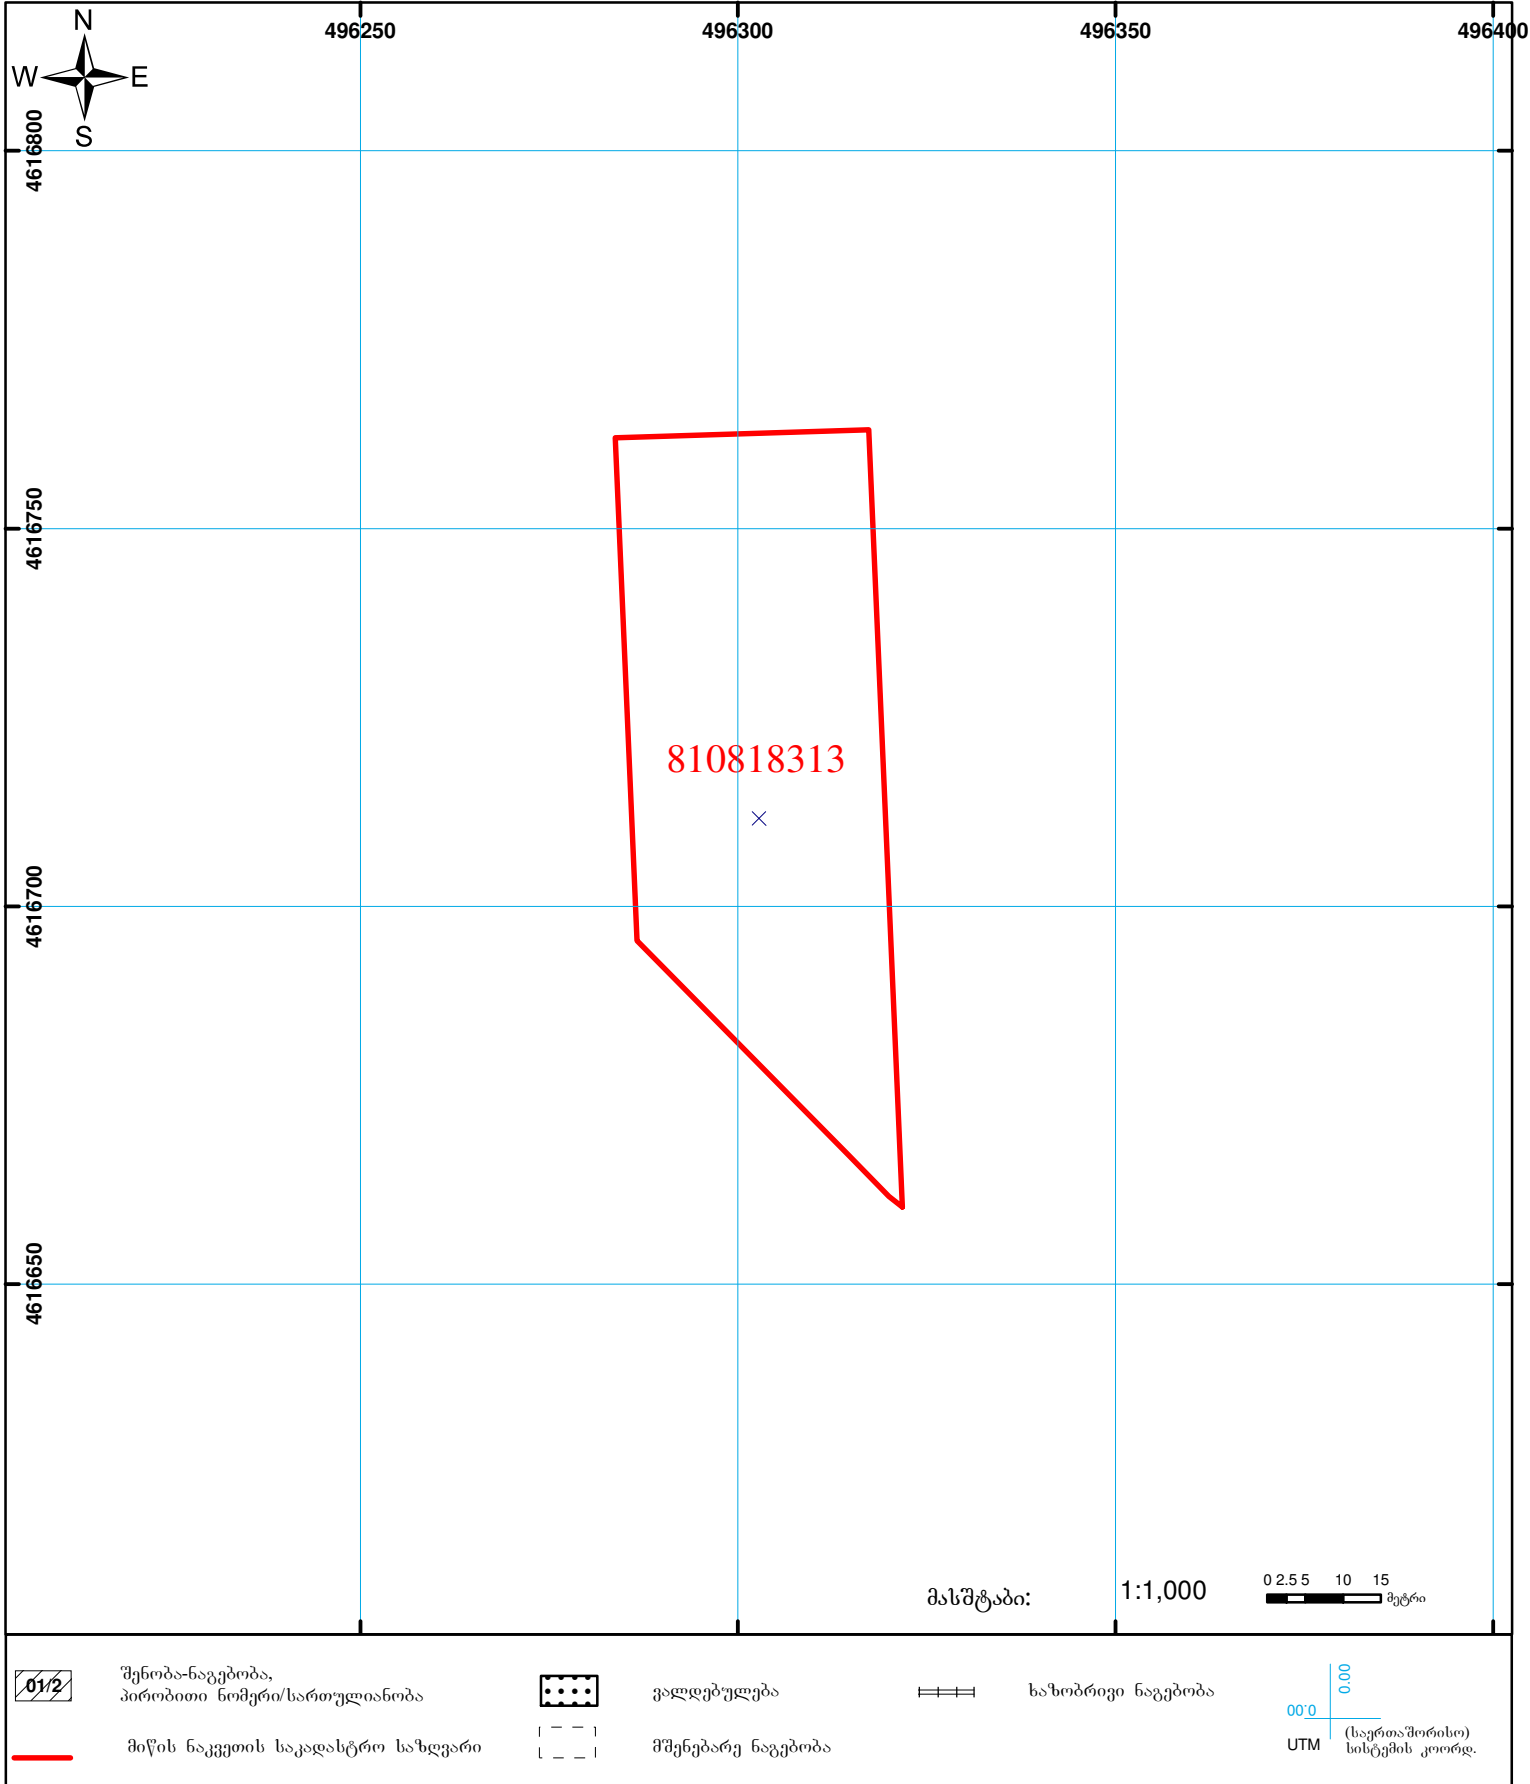 496250 496300 496350 496400
N
W E
S
4616800
4616750
4616700
4616650
810818313
მასშტაბი: 1:1,000
0 2.5 5 10 15
მეტრი
01/2
შენობა-ნაგებობა,
პირობითი ნომერი/სართულიანობა
ვალდებულება
ხაზობრივი ნაგებობა
მიწის ნაკვეთის საკადასტრო საზღვარი
მშენებარე ნაგებობა
00.0
00.0
UTM
(საერთაშორისო)
სისტემის კოორდ.